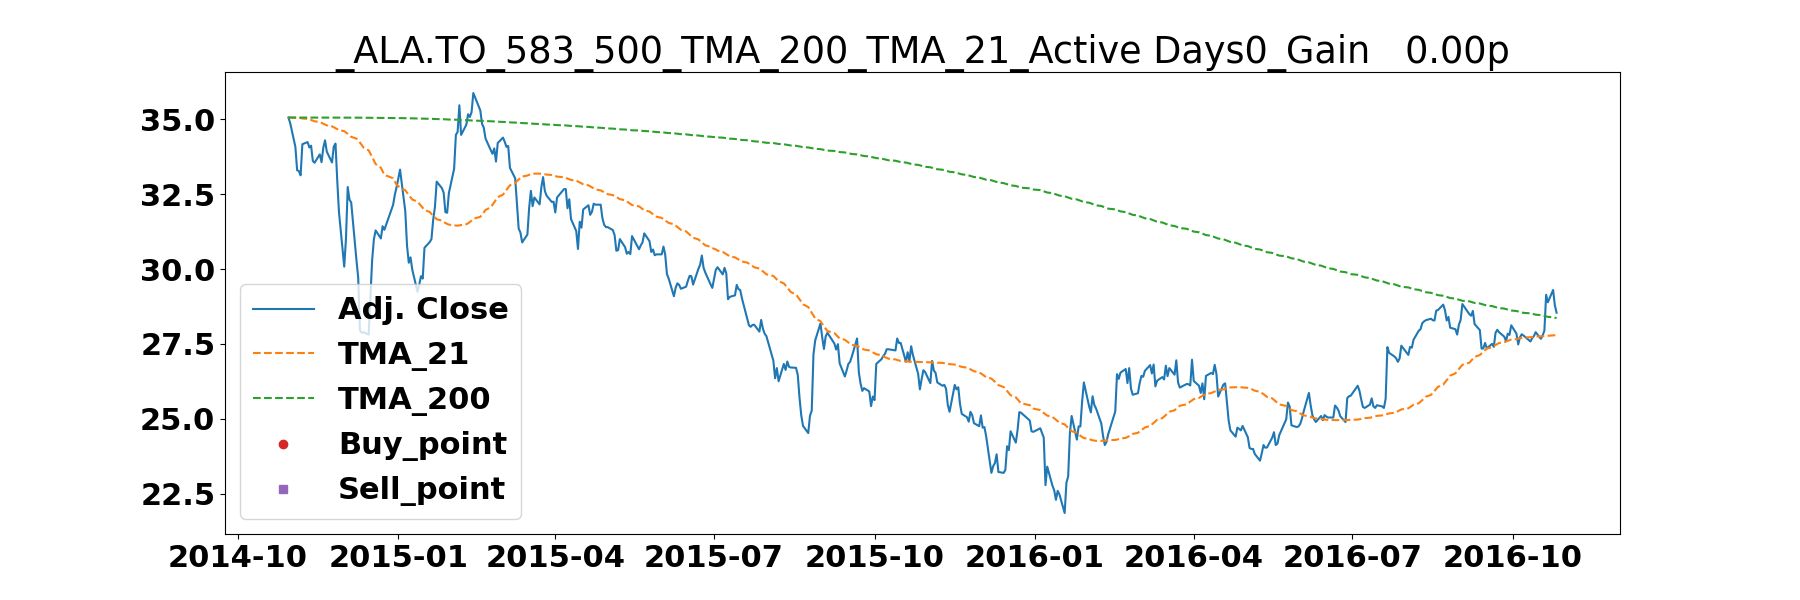 _ALA.TO_583_500_TMA_200_TMA_21_Active Days0_Gain   0.00p
35.0
32.5
30.0
27.5
25.0
22.5
Adj. Close
TMA_21
TMA_200
Buy_point
Sell_point
2014-10 2015-01 2015-04 2015-07 2015-10 2016-01 2016-04 2016-07 2016-10